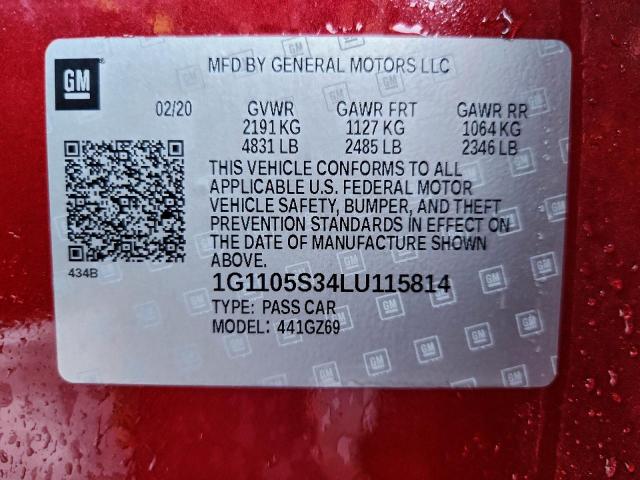 GM
MFD BY GENERAL MOTORS LLC
02/20 GVWR GAWR FRT GAWR RR
2191 KG 1127 KG 1064 KG
4831 LB 2485 LB 2346 LB
THIS VEHICLE CONFORMS TO ALL
APPLICABLE U.S. FEDERAL MOTOR
VEHICLE SAFETY, BUMPER, AND THEFT
PREVENTION STANDARDS IN EFFECT ON
THE DATE OF MANUFACTURE SHOWN
ABOVE.
434B
1G1105S34LU115814
TYPE: PASS CAR
MODEL: 441GZ69